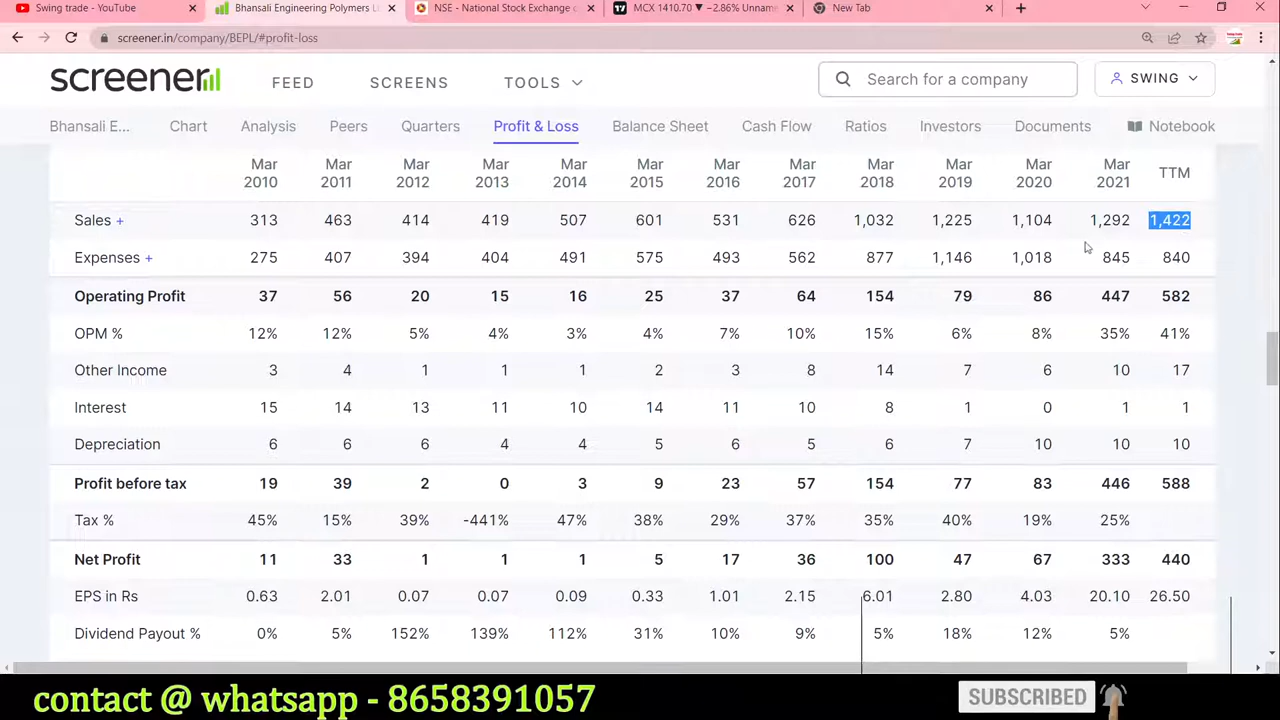 Swing trade - YouTube
Bhansali Engineering Polymers Li
NSE - National Stock Exchange o
MCX 1410.70 ▼ −2.86% Unnam
New Tab
screener.in/company/BEPL/#profit-loss
screener
FEED
SCREENS
TOOLS
Search for a company
SWING
Bhansali E...
Chart
Analysis
Peers
Quarters
Profit & Loss
Balance Sheet
Cash Flow
Ratios
Investors
Documents
Notebook
Mar 2010 Mar 2011 Mar 2012 Mar 2013 Mar 2014 Mar 2015 Mar 2016 Mar 2017 Mar 2018 Mar 2019 Mar 2020 Mar 2021 TTM
Sales + 313 463 414 419 507 601 531 626 1,032 1,225 1,104 1,292 1,422
Expenses + 275 407 394 404 491 575 493 562 877 1,146 1,018 845 840
Operating Profit 37 56 20 15 16 25 37 64 154 79 86 447 582
OPM % 12% 12% 5% 4% 3% 4% 7% 10% 15% 6% 8% 35% 41%
Other Income 3 4 1 1 1 2 3 8 14 7 6 10 17
Interest 15 14 13 11 10 14 11 10 8 1 0 1 1
Depreciation 6 6 6 4 4 5 6 5 6 7 10 10 10
Profit before tax 19 39 2 0 3 9 23 57 154 77 83 446 588
Tax % 45% 15% 39% -441% 47% 38% 29% 37% 35% 40% 19% 25%
Net Profit 11 33 1 1 1 5 17 36 100 47 67 333 440
EPS in Rs 0.63 2.01 0.07 0.07 0.09 0.33 1.01 2.15 6.01 2.80 4.03 20.10 26.50
Dividend Payout % 0% 5% 152% 139% 112% 31% 10% 9% 5% 18% 12% 5%
contact @ whatsapp - 8658391057
SUBSCRIBED